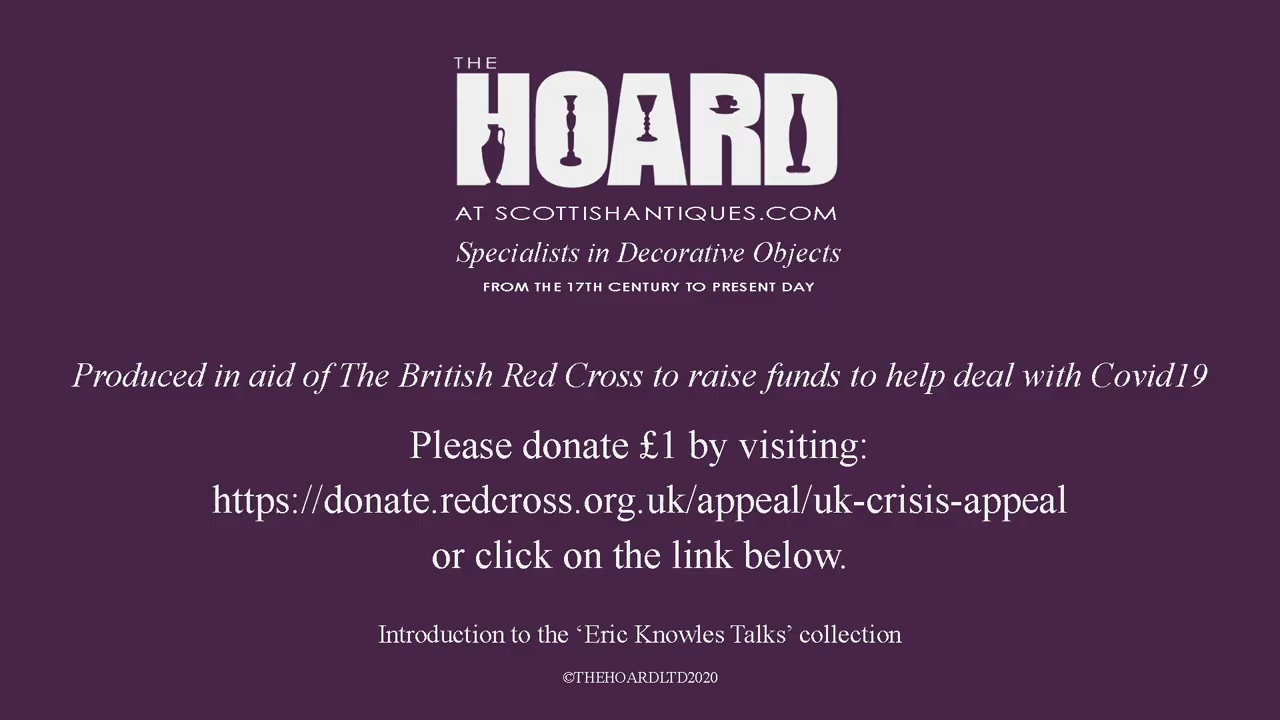 THE
HOARD
AT SCOTTISHANTIQUES.COM
Specialists in Decorative Objects
FROM THE 17TH CENTURY TO PRESENT DAY
Produced in aid of The British Red Cross to raise funds to help deal with Covid19
Please donate £1 by visiting:
https://donate.redcross.org.uk/appeal/uk-crisis-appeal
or click on the link below.
Introduction to the ‘Eric Knowles Talks’ collection
©THEHOARDLTD2020